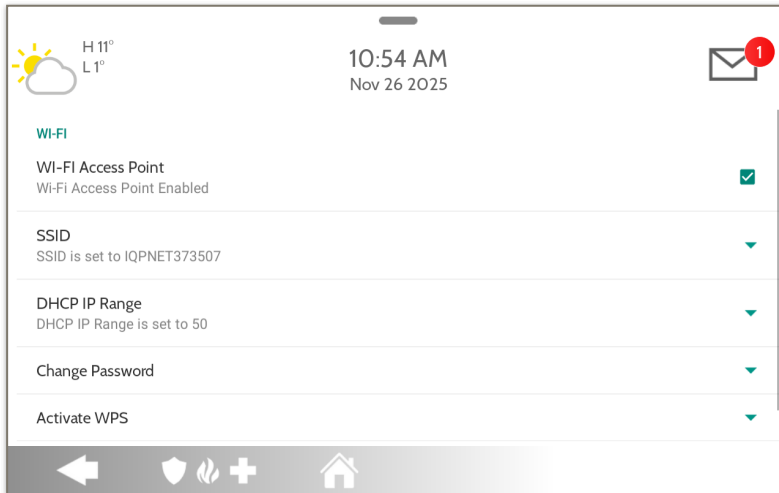 H 11°
L 1°
10:54 AM
Nov 26 2025
1
WI-FI
WI-FI Access Point
Wi-Fi Access Point Enabled
SSID
SSID is set to IQPNET373507
DHCP IP Range
DHCP IP Range is set to 50
Change Password
Activate WPS